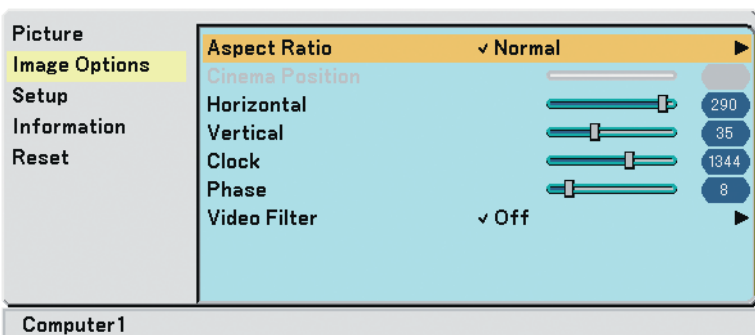 Picture
Image Options
Setup
Information
Reset
Aspect Ratio ✓ Normal
Cinema Position
Horizontal 290
Vertical 35
Clock 1344
Phase 8
Video Filter ✓ Off
Computer1